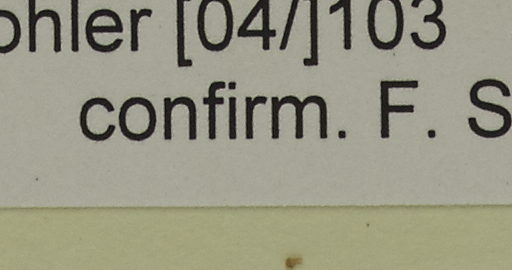 ohler [04/]103
confirm. F. S